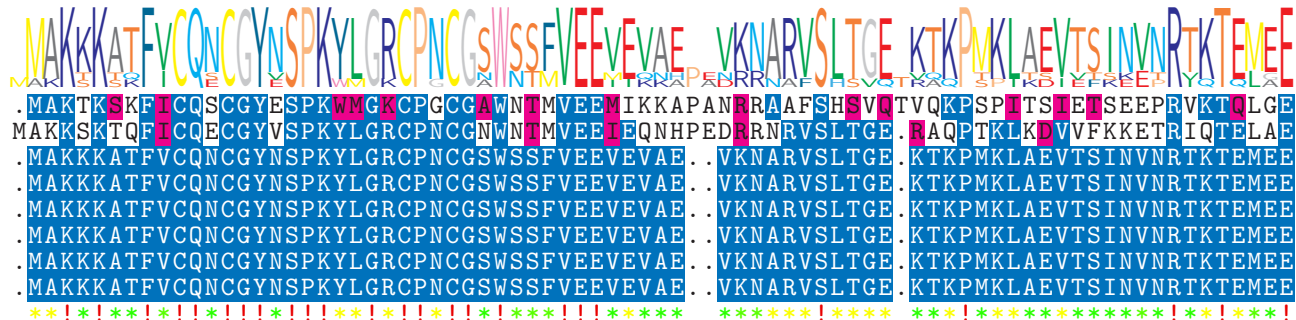 MAKKKATFVCQNCGYNSPKYLGRCPNCGSWSSFVEEVEVAE VKNARVSLTGE KTKPMKLAEVTSINVNRTKTEMEE
.MAKTKSKFICQSCGYESPKWMGKCPGCGAWNTMVEEMIKKAPANRRAAFSHSVQTVQKPSPITSIETSEEPRVKTQLGE
MAKKSKTQFICQECGYVSPKYLGRCPNCGNWNTMVEEIEQNHPEDRRNRVSLTGE.RAQPTKLKDVVFKKETRIQTELAE
.MAKKKATFVCQNCGYNSPKYLGRCPNCGSWSSFVEEVEVAE..VKNARVSLTGE.KTKPMKLAEVTSINVNRTKTEMEE
.MAKKKATFVCQNCGYNSPKYLGRCPNCGSWSSFVEEVEVAE..VKNARVSLTGE.KTKPMKLAEVTSINVNRTKTEMEE
.MAKKKATFVCQNCGYNSPKYLGRCPNCGSWSSFVEEVEVAE..VKNARVSLTGE.KTKPMKLAEVTSINVNRTKTEMEE
.MAKKKATFVCQNCGYNSPKYLGRCPNCGSWSSFVEEVEVAE..VKNARVSLTGE.KTKPMKLAEVTSINVNRTKTEMEE
.MAKKKATFVCQNCGYNSPKYLGRCPNCGSWSSFVEEVEVAE..VKNARVSLTGE.KTKPMKLAEVTSINVNRTKTEMEE
.MAKKKATFVCQNCGYNSPKYLGRCPNCGSWSSFVEEVEVAE..VKNARVSLTGE.KTKPMKLAEVTSINVNRTKTEMEE
**!*!**!*!!*!!!*!!!**!*!!*!!*!***!!!***** ******!**** ***!************!**!***!